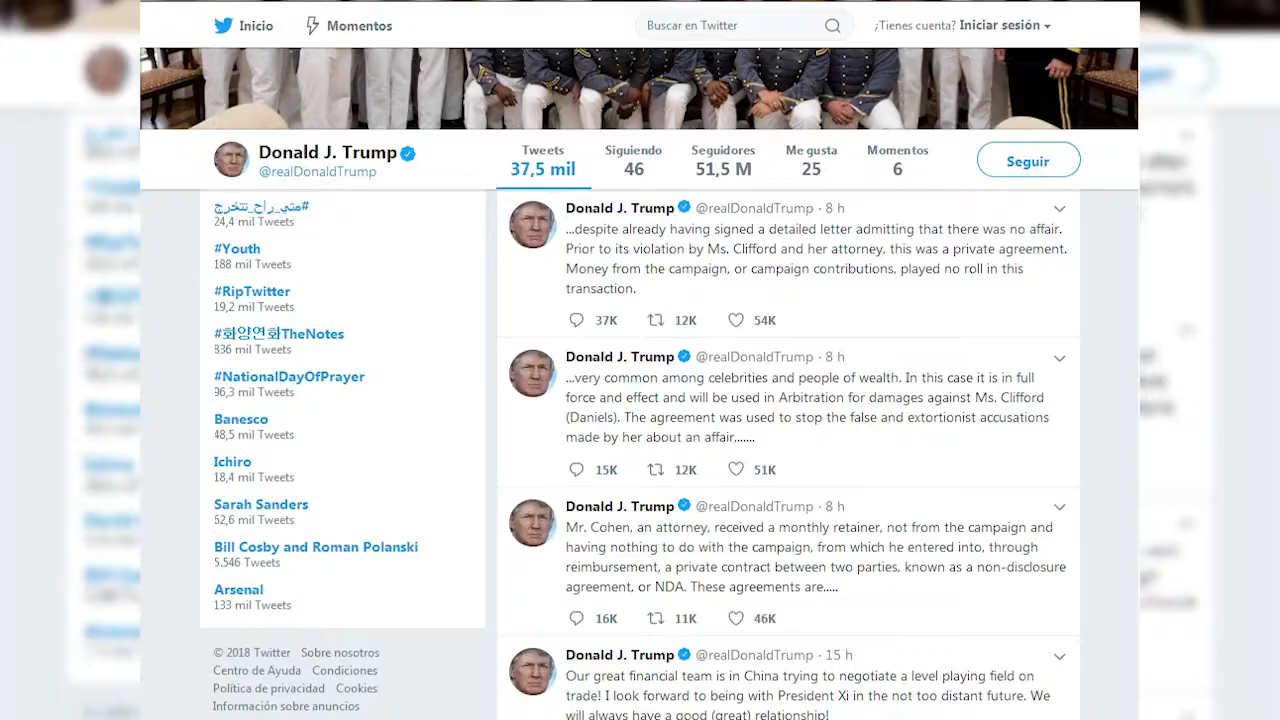 Inicio
Momentos
Buscar en Twitter
¿Tienes cuenta? Iniciar sesión
Donald J. Trump
@realDonaldTrump
Tweets
37,5 mil
Siguiendo
46
Seguidores
51,5 M
Me gusta
25
Momentos
6
Seguir
#متي_راح_تتخرج
24,4 mil Tweets
#Youth
188 mil Tweets
#RipTwitter
19,2 mil Tweets
#화양연화TheNotes
836 mil Tweets
#NationalDayOfPrayer
96,3 mil Tweets
Banesco
48,5 mil Tweets
Ichiro
18,4 mil Tweets
Sarah Sanders
52,6 mil Tweets
Bill Cosby and Roman Polanski
5.546 Tweets
Arsenal
133 mil Tweets
© 2018 Twitter Sobre nosotros
Centro de Ayuda Condiciones
Política de privacidad Cookies
Información sobre anuncios
Donald J. Trump @realDonaldTrump · 8 h
...despite already having signed a detailed letter admitting that there was no affair.
Prior to its violation by Ms. Clifford and her attorney, this was a private agreement.
Money from the campaign, or campaign contributions, played no roll in this
transaction.
37K 12K 54K
Donald J. Trump @realDonaldTrump · 8 h
...very common among celebrities and people of wealth. In this case it is in full
force and effect and will be used in Arbitration for damages against Ms. Clifford
(Daniels). The agreement was used to stop the false and extortionist accusations
made by her about an affair,......
15K 12K 51K
Donald J. Trump @realDonaldTrump · 8 h
Mr. Cohen, an attorney, received a monthly retainer, not from the campaign and
having nothing to do with the campaign, from which he entered into, through
reimbursement, a private contract between two parties, known as a non-disclosure
agreement, or NDA. These agreements are.....
16K 11K 46K
Donald J. Trump @realDonaldTrump · 15 h
Our great financial team is in China trying to negotiate a level playing field on
trade! I look forward to being with President Xi in the not too distant future. We
will always have a good (great) relationship!